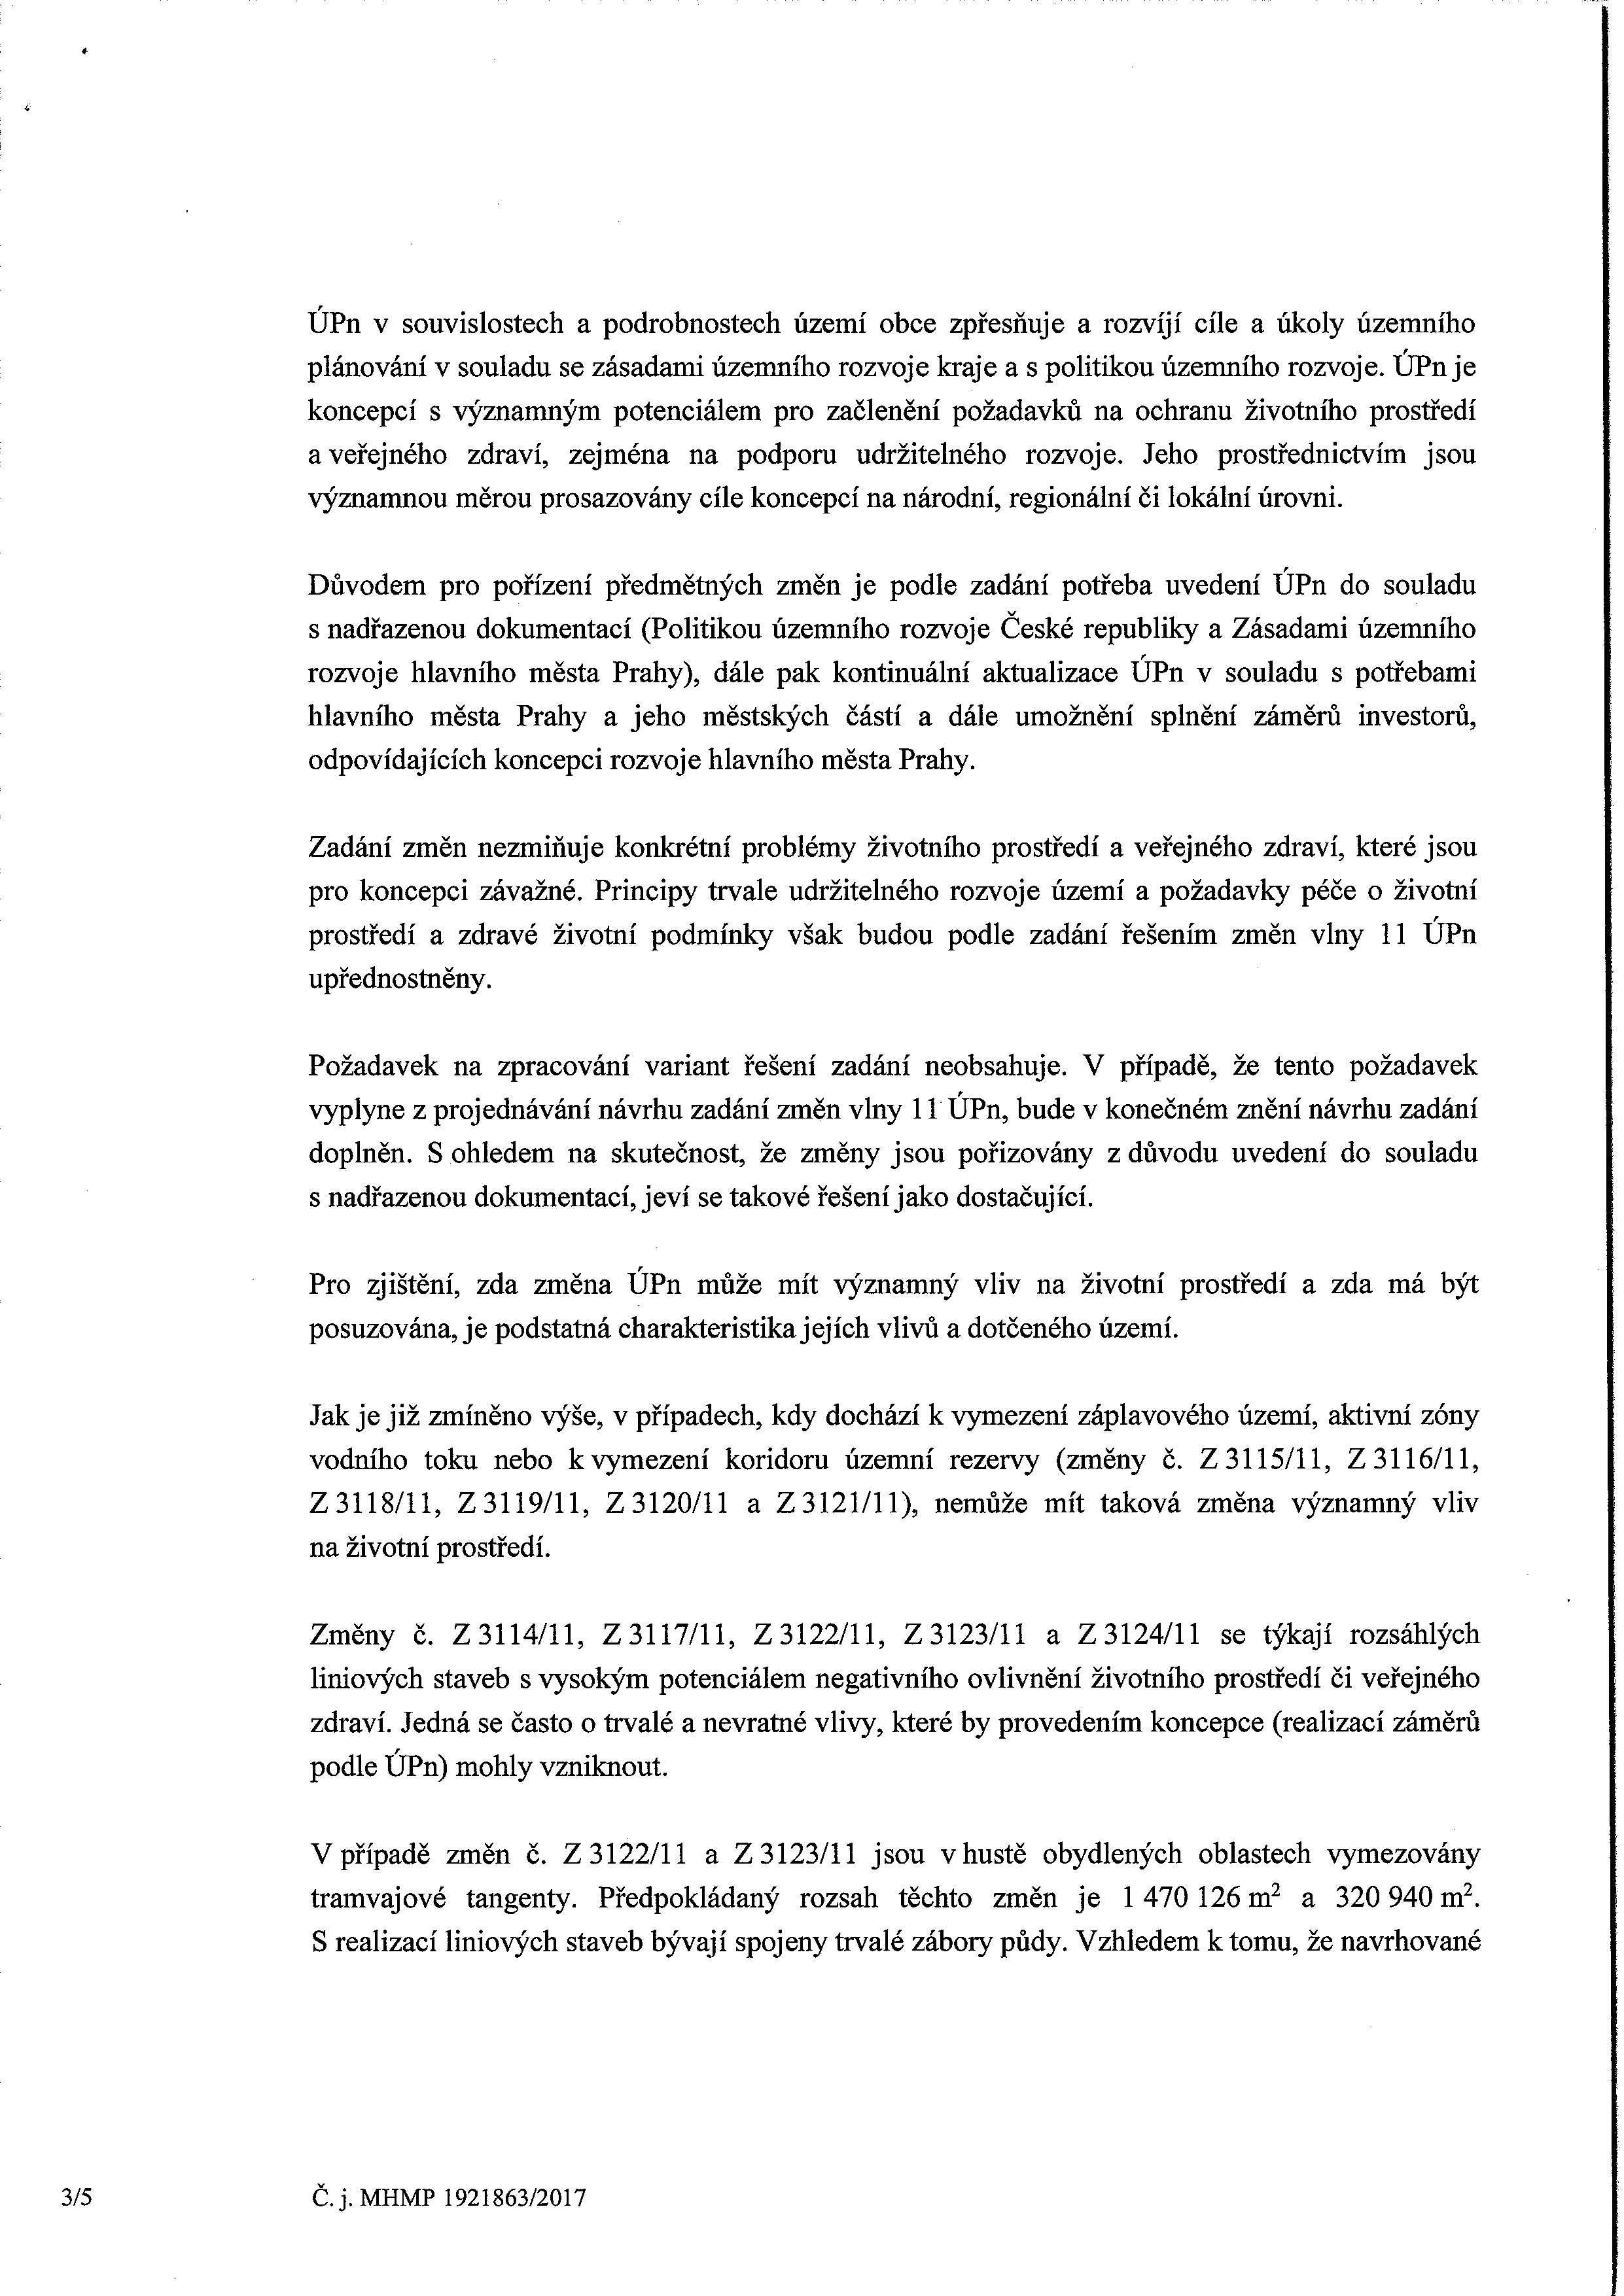 ÚPn v souvislostech a podrobnostech území obce zpřesňuje a rozvíjí cíle a úkoly územního
plánování v souladu se zásadami územního rozvoje kraje a s politikou územního rozvoje. ÚPn je
koncepcí s významným potenciálem pro začlenění požadavků na ochranu životního prostředí
a veřejného zdraví, zejména na podporu udržitelného rozvoje. Jeho prostřednictvím jsou
významnou měrou prosazovány cíle koncepcí na národní, regionální či lokální úrovni.
Důvodem pro pořízení předmětných změn je podle zadání potřeba uvedení ÚPn do souladu
s nadřazenou dokumentací (Politikou územního rozvoje České republiky a Zásadami územního
rozvoje hlavního města Prahy), dále pak kontinuální aktualizace ÚPn v souladu s potřebami
hlavního města Prahy a jeho městských částí a dále umožnění splnění záměrů investorů,
odpovídajících koncepci rozvoje hlavního města Prahy.
Zadání změn nezmiňuje konkrétní problémy životního prostředí a veřejného zdraví, které jsou
pro koncepci závažné. Principy trvale udržitelného rozvoje území a požadavky péče o životní
prostředí a zdravé životní podmínky však budou podle zadání řešením změn vlny 11 ÚPn
upřednostněny.
Požadavek na zpracování variant řešení zadání neobsahuje. V případě, že tento požadavek
vyplyne z projednávání návrhu zadání změn vlny 11 ÚPn, bude v konečném znění návrhu zadání
doplněn. S ohledem na skutečnost, že změny jsou pořizovány z důvodu uvedení do souladu
s nadřazenou dokumentací, jeví se takové řešení jako dostačující.
Pro zjištění, zda změna ÚPn může mít významný vliv na životní prostředí a zda má být
posuzována, je podstatná charakteristika jejích vlivů a dotčeného území.
Jak je již zmíněno výše, v případech, kdy dochází k vymezení záplavového území, aktivní zóny
vodního toku nebo k vymezení koridoru územní rezervy (změny č. Z 3115/11, Z 3116/11,
Z 3118/11, Z 3119/11, Z 3120/11 a Z 3121/11), nemůže mít taková změna významný vliv
na životní prostředí.
Změny č. Z 3114/11, Z 3117/11, Z 3122/11, Z 3123/11 a Z 3124/11 se týkají rozsáhlých
liniových staveb s vysokým potenciálem negativního ovlivnění životního prostředí či veřejného
zdraví. Jedná se často o trvalé a nevratné vlivy, které by provedením koncepce (realizací záměrů
podle ÚPn) mohly vzniknout.
V případě změn č. Z 3122/11 a Z 3123/11 jsou v hustě obydlených oblastech vymezovány
tramvajové tangenty. Předpokládaný rozsah těchto změn je 1 470 126 m² a 320 940 m².
S realizací liniových staveb bývají spojeny trvalé zábory půdy. Vzhledem k tomu, že navrhované
3/5 Č. j. MHMP 1921863/2017